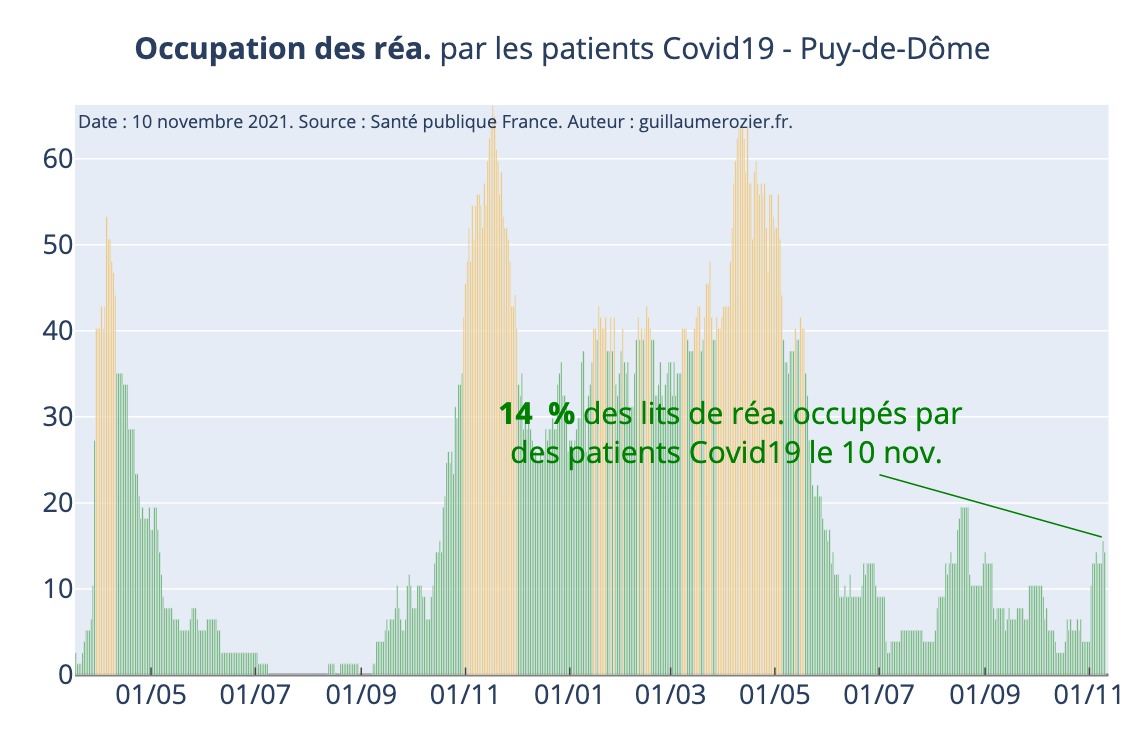 Occupation des réa. par les patients Covid19 - Puy-de-Dôme
Date : 10 novembre 2021. Source : Santé publique France. Auteur : guillaumerozier.fr.
60
50
40
30
20
10
0
14 % des lits de réa. occupés par
des patients Covid19 le 10 nov.
01/05 01/07 01/09 01/11 01/01 01/03 01/05 01/07 01/09 01/11